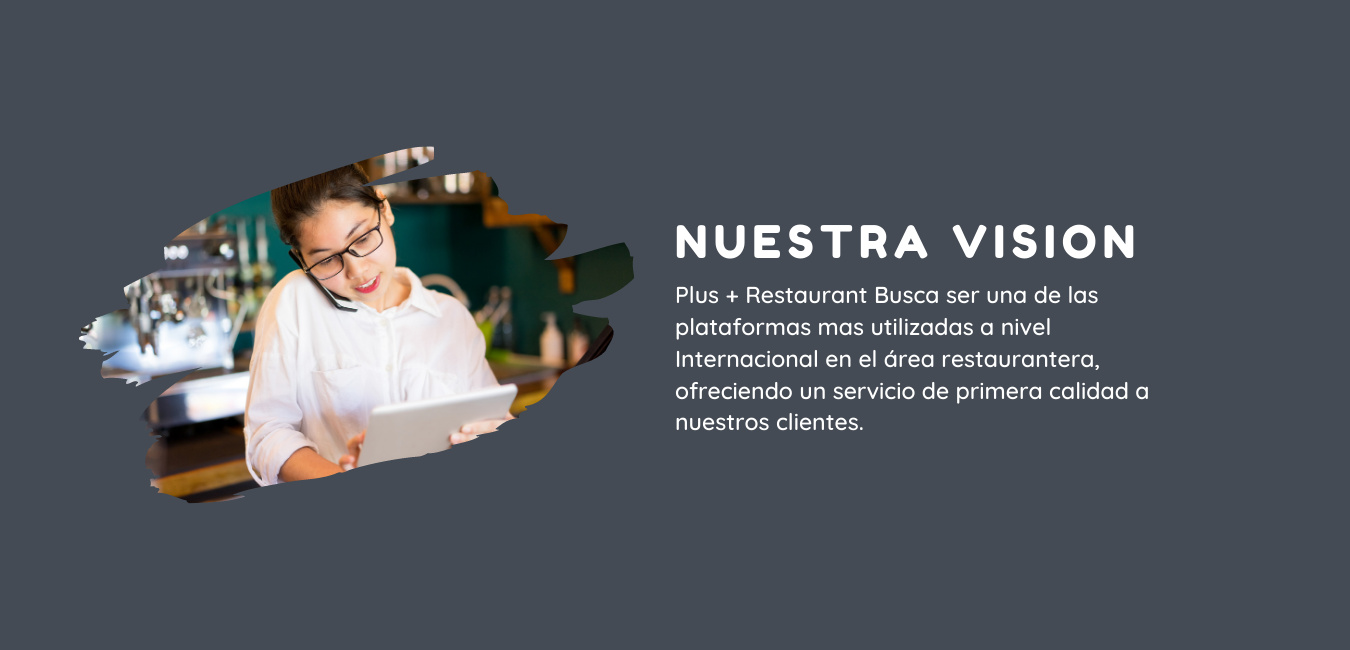 NUESTRA VISION
Plus + Restaurant Busca ser una de las
plataformas mas utilizadas a nivel
Internacional en el área restaurantera,
ofreciendo un servicio de primera calidad a
nuestros clientes.